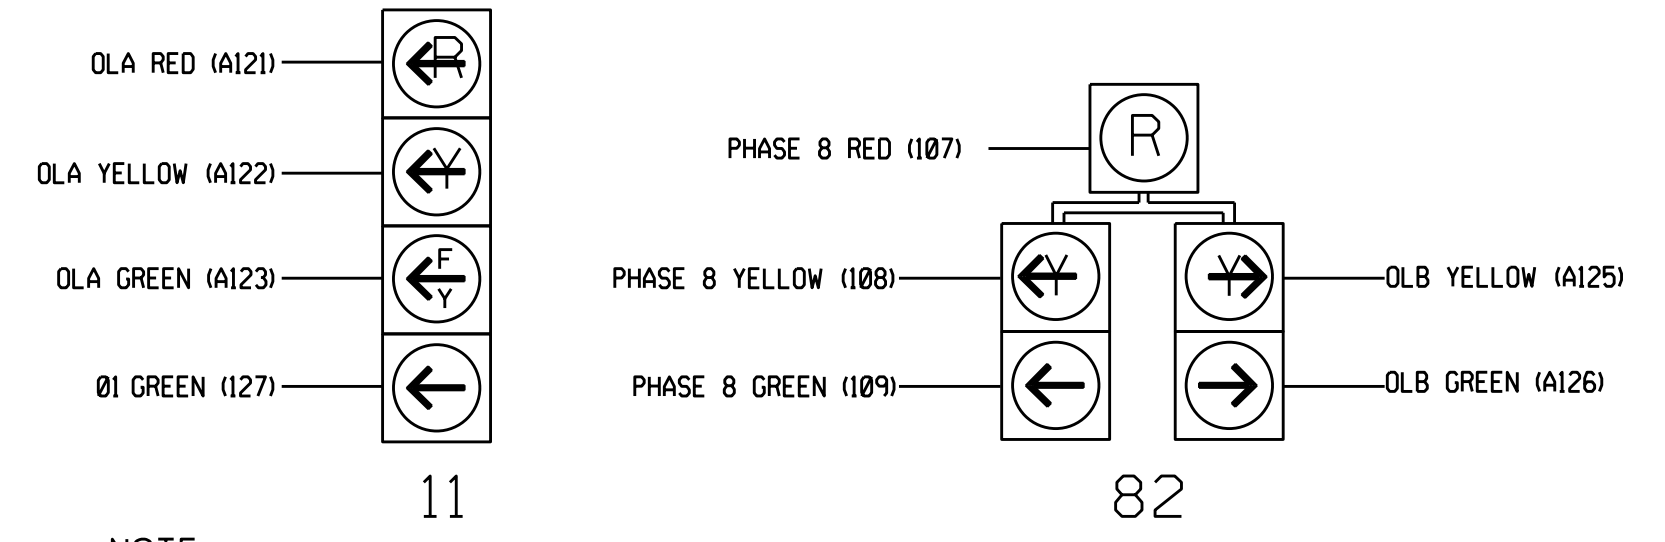 OLA RED (A121)
R
OLA YELLOW (A122)
Y
OLA GREEN (A123)
F
Y
Ø1 GREEN (127)
11
PHASE 8 RED (107)
R
PHASE 8 YELLOW (108)
Y
Y
OLB YELLOW (A125)
PHASE 8 GREEN (109)
OLB GREEN (A126)
82